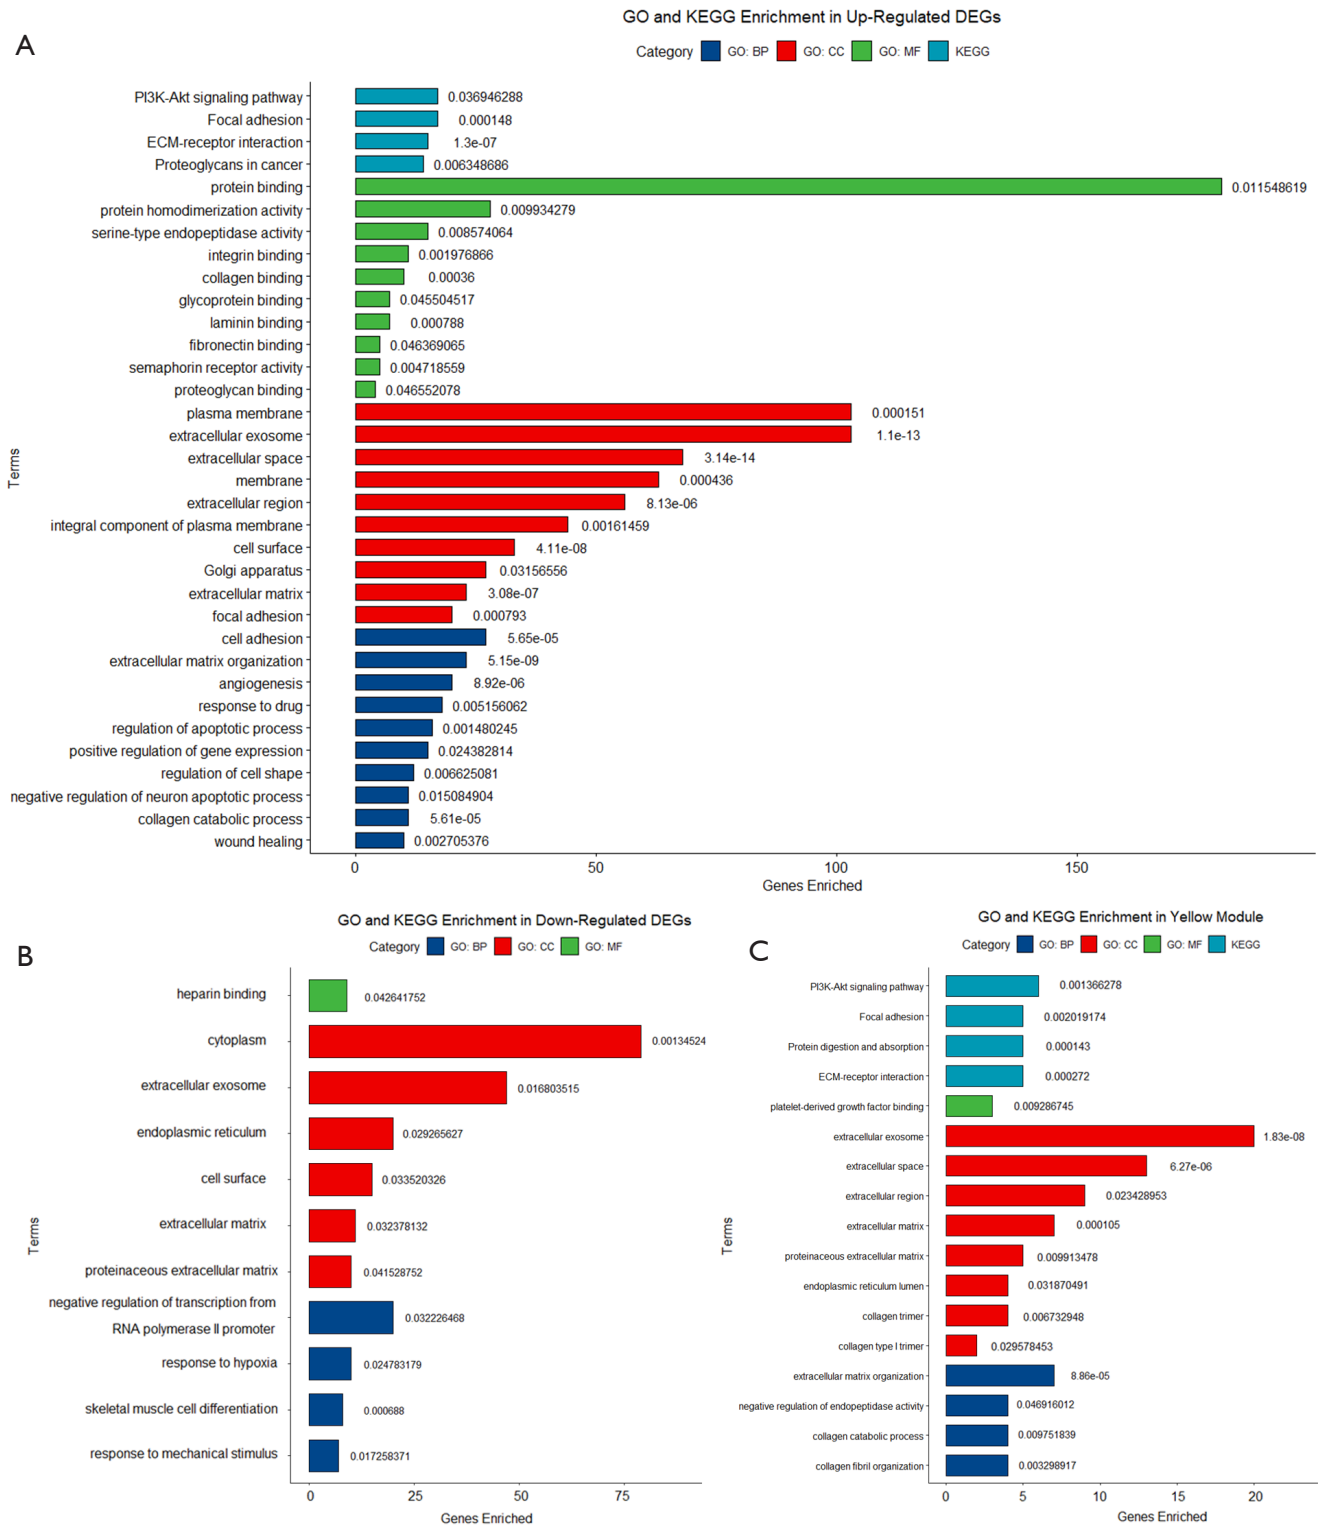 GO and KEGG Enrichment in Up-Regulated DEGs
A
Category GO: BP GO: CC GO: MF KEGG
PI3K-Akt signaling pathway 0.036946288
Focal adhesion 0.000148
ECM-receptor interaction 1.3e-07
Proteoglycans in cancer 0.006348686
protein binding 0.011548619
protein homodimerization activity 0.009934279
serine-type endopeptidase activity 0.008574064
integrin binding 0.001976866
collagen binding 0.00036
glycoprotein binding 0.045504517
laminin binding 0.000788
fibronectin binding 0.046369065
semaphorin receptor activity 0.004718559
proteoglycan binding 0.046552078
plasma membrane 0.000151
extracellular exosome 1.1e-13
extracellular space 3.14e-14
membrane 0.000436
extracellular region 8.13e-06
integral component of plasma membrane 0.00161459
cell surface 4.11e-08
Golgi apparatus 0.03156556
extracellular matrix 3.08e-07
focal adhesion 0.000793
cell adhesion 5.65e-05
extracellular matrix organization 5.15e-09
angiogenesis 8.92e-06
response to drug 0.005156062
regulation of apoptotic process 0.001480245
positive regulation of gene expression 0.024382814
regulation of cell shape 0.006625081
negative regulation of neuron apoptotic process 0.015084904
collagen catabolic process 5.61e-05
wound healing 0.002705376
Terms
0 50 100 150
Genes Enriched
GO and KEGG Enrichment in Down-Regulated DEGs
B
Category GO: BP GO: CC GO: MF
heparin binding 0.042641752
cytoplasm 0.00134524
extracellular exosome 0.016803515
endoplasmic reticulum 0.029265627
cell surface 0.033520326
extracellular matrix 0.032378132
proteinaceous extracellular matrix 0.041528752
negative regulation of transcription from
RNA polymerase II promoter 0.032226468
response to hypoxia 0.024783179
skeletal muscle cell differentiation 0.000688
response to mechanical stimulus 0.017258371
Terms
0 25 50 75
Genes Enriched
GO and KEGG Enrichment in Yellow Module
C
Category GO: BP GO: CC GO: MF KEGG
PI3K-Akt signaling pathway 0.001366278
Focal adhesion 0.002019174
Protein digestion and absorption 0.000143
ECM-receptor interaction 0.000272
platelet-derived growth factor binding 0.009286745
extracellular exosome 1.83e-08
extracellular space 6.27e-06
extracellular region 0.023428953
extracellular matrix 0.000105
proteinaceous extracellular matrix 0.009913478
endoplasmic reticulum lumen 0.031870491
collagen trimer 0.006732948
collagen type I trimer 0.029578453
extracellular matrix organization 8.86e-05
negative regulation of endopeptidase activity 0.046916012
collagen catabolic process 0.009751839
collagen fibril organization 0.003298917
Terms
0 5 10 15 20
Genes Enriched